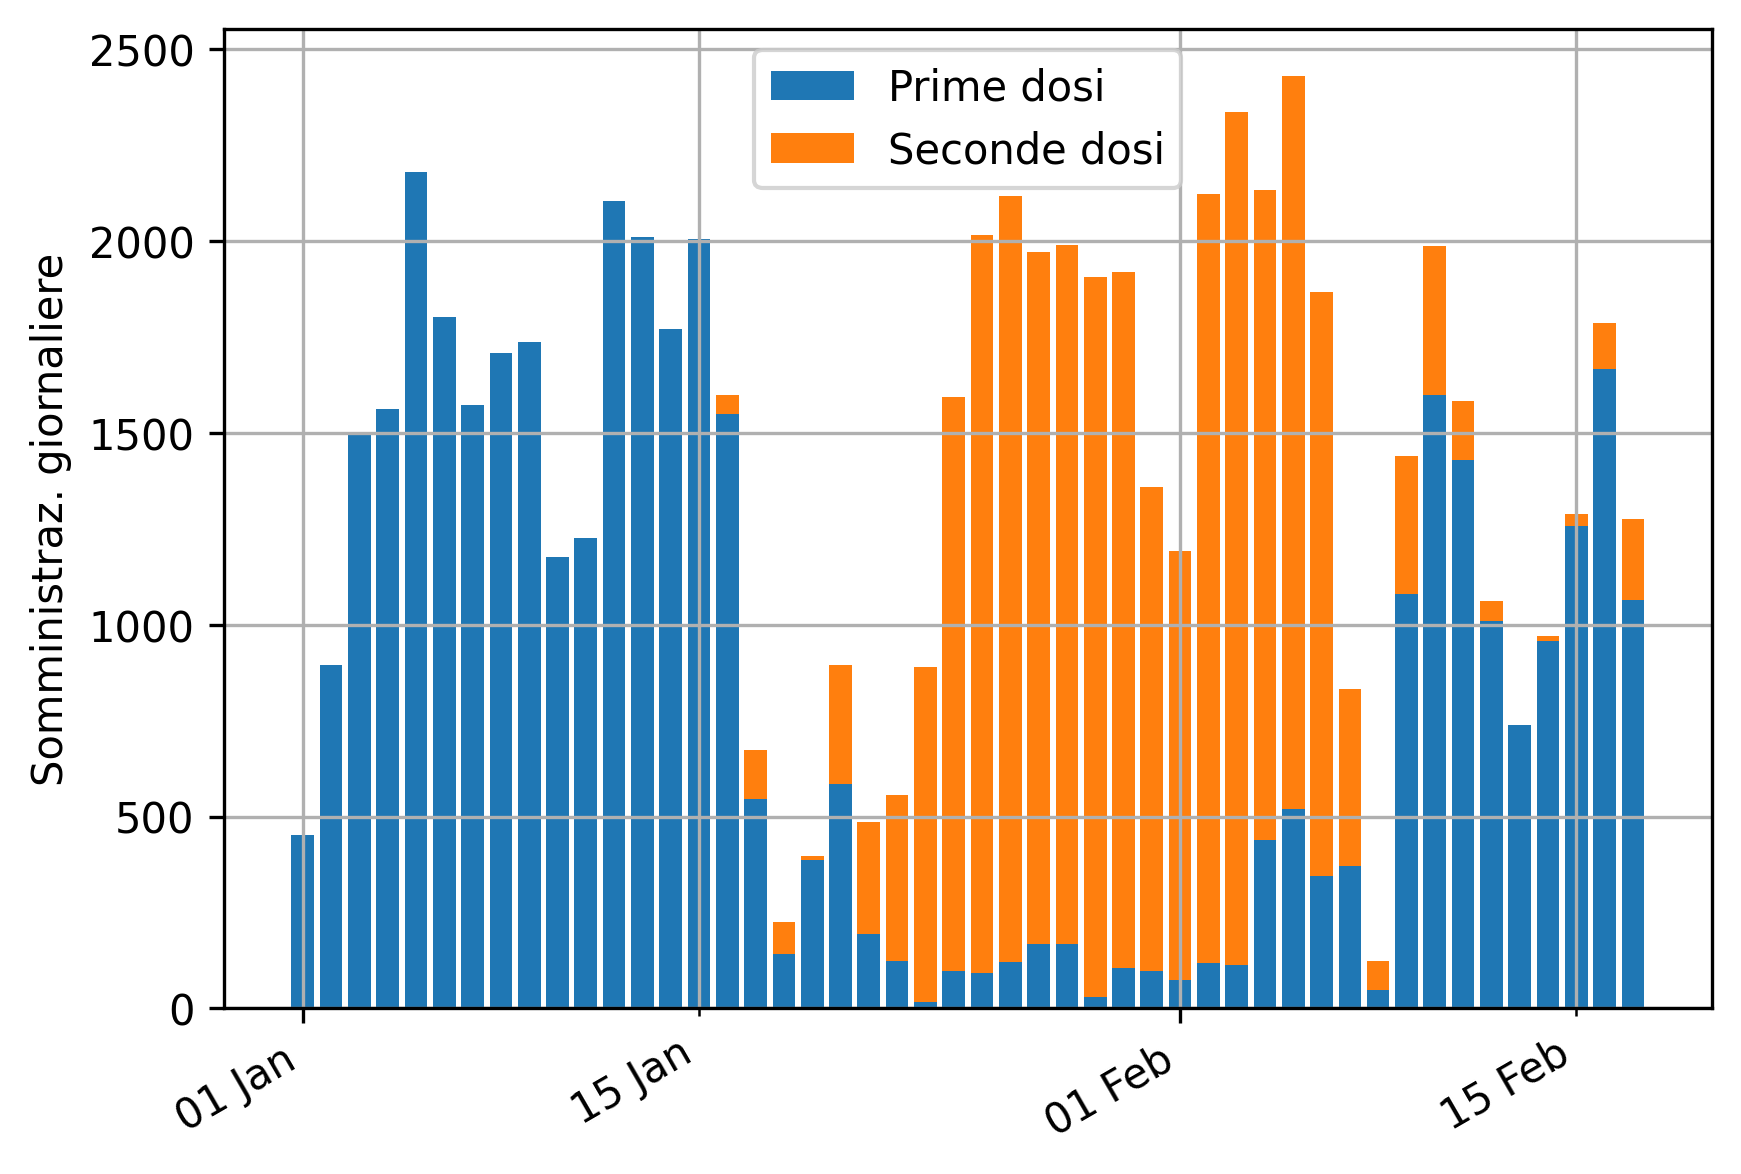 Somministraz. giornaliere
2500
2000
1500
1000
500
0
Prime dosi
Seconde dosi
01 Jan
15 Jan
01 Feb
15 Feb